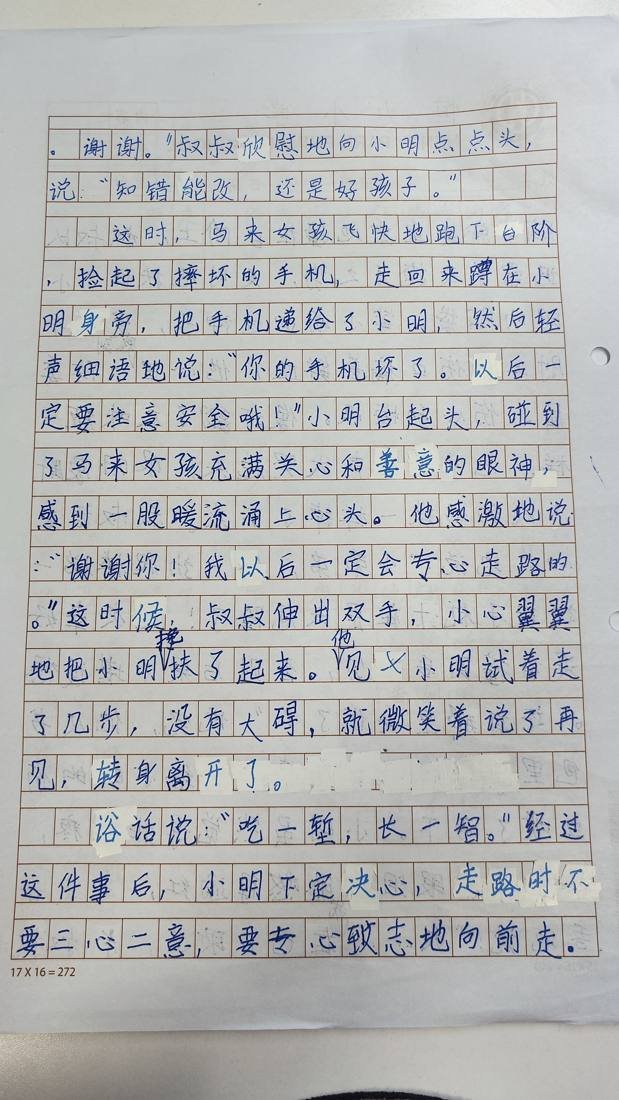 。谢谢。"叔叔欣慰地向小明点点头，
说："知错能改，还是好孩子。"
这时，马来女孩飞快地跑下台阶
，捡起了摔坏的手机，走回来蹲在小
明身旁，把手机递给了小明，然后轻
声细语地说："你的手机坏了。以后一
定要注意安全哦！"小明台起头，碰到
了马来女孩充满关心和善意的眼神，
感到一股暖流涌上心头。他感激地说
："谢谢你！我以后一定会专心走路的
。"这时候，叔叔伸出双手，小心翼翼
地把小明搀扶了起来。他见小明试着走
了几步，没有大碍，就微笑着说了再
见，转身离开了。
俗话说："吃一堑，长一智。"经过
这件事后，小明下定决心，走路时不
要三心二意，要专心致志地向前走。
17 X 16 = 272